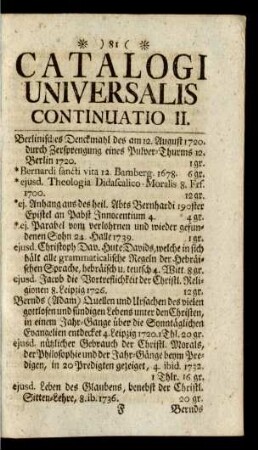 * ) 81 ( *
CATALOGI
UNIVERSALIS
CONTINUATIO II.
Berlinisches Denckmahl des am 12. August 1720.
durch Zersprengung eines Pulver-Thurms 12.
Berlin 1720. 1 gr.
* Bernardi sancti vita 12. Bamberg. 1678. 6 gr.
* ejusd. Theologia Didascalico-Moralis 8. Frf.
1700. 12 gr.
* ej. Anhang aus des heil. Abts Bernhardi 190ster
Epistel an Pabst Innocentium 4. 4 gr.
* ej. Parabel vom verlohrnen und wieder gefun-
denen Sohn 24. Halle 1739. 1 gr.
ejusd. Christoph Dav. Hute Davids, welche in sich
hält alle grammaticalische Regeln der Hebräi-
schen Sprache, hebräisch u. teutsch 4. Witt. 8 gr.
ejusd. Jacob die Vortreflichkeit der Christl. Reli
gionen 8. Leipzig 1726. 12 gr.
Bernds (Adam) Quellen und Ursachen des vielen
gottlosen und sündigen Lebens unter den Christen,
in einem Jahr-Gange über die Sonntäglichen
Evangelien entdecket 4. Leipzig 1720. 1 Thl. 20 gr.
ejusd. nützlicher Gebrauch der Christl. Morals,
der Philosophie und der Jahr-Gänge beym Pre-
digen, in 20 Predigten gezeiget, 4. ibid. 1732.
1 Thlr. 16 gr.
ejusd. Leben des Glaubens, benebst der Christl.
Sitten-Lehre, 8. ib. 1736. 20 gr.
F Bernds